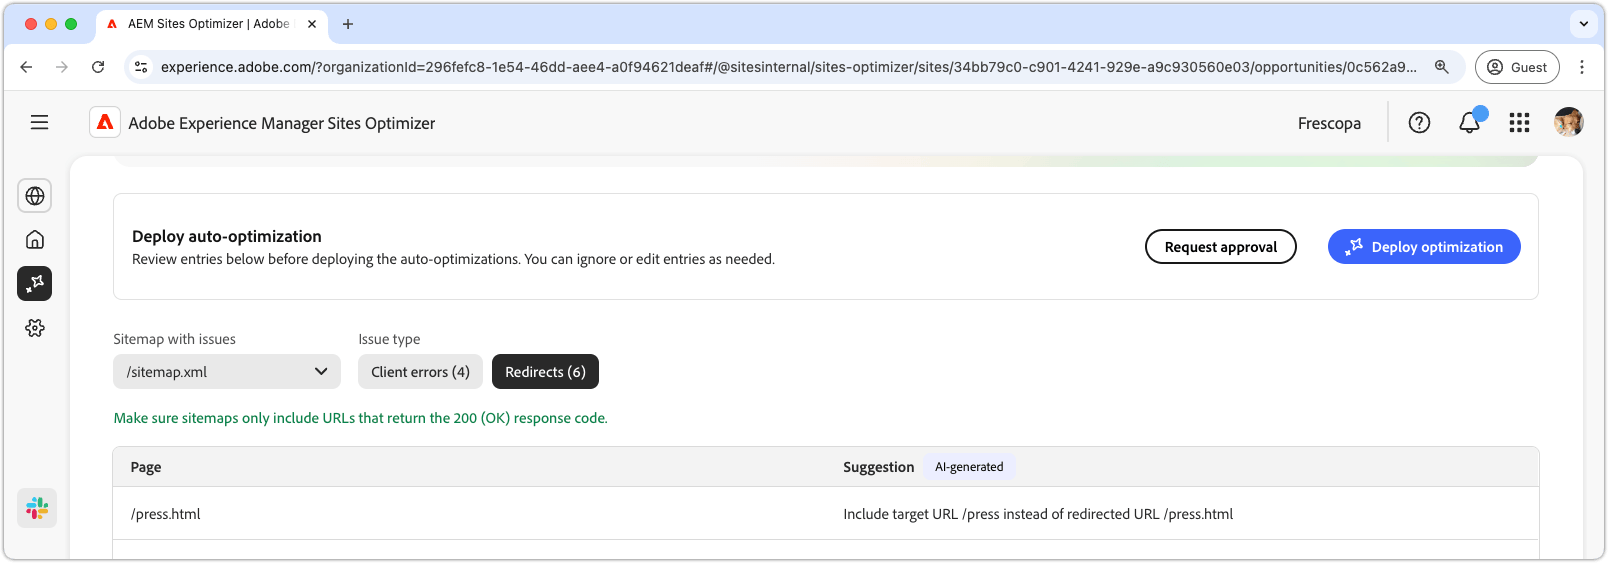 AEM Sites Optimizer | Adobe
experience.adobe.com/?organizationId=296fefc8-1e54-46dd-aee4-a0f94621deaf#/@sitesinternal/sites-optimizer/sites/34bb79c0-c901-4241-929e-a9c930560e03/opportunities/0c562a9...
Guest
Adobe Experience Manager Sites Optimizer
Frescopa
Deploy auto-optimization
Review entries below before deploying the auto-optimizations. You can ignore or edit entries as needed.
Request approval
Deploy optimization
Sitemap with issues
Issue type
/sitemap.xml
Client errors (4)
Redirects (6)
Make sure sitemaps only include URLs that return the 200 (OK) response code.
Page
Suggestion
AI-generated
/press.html
Include target URL /press instead of redirected URL /press.html